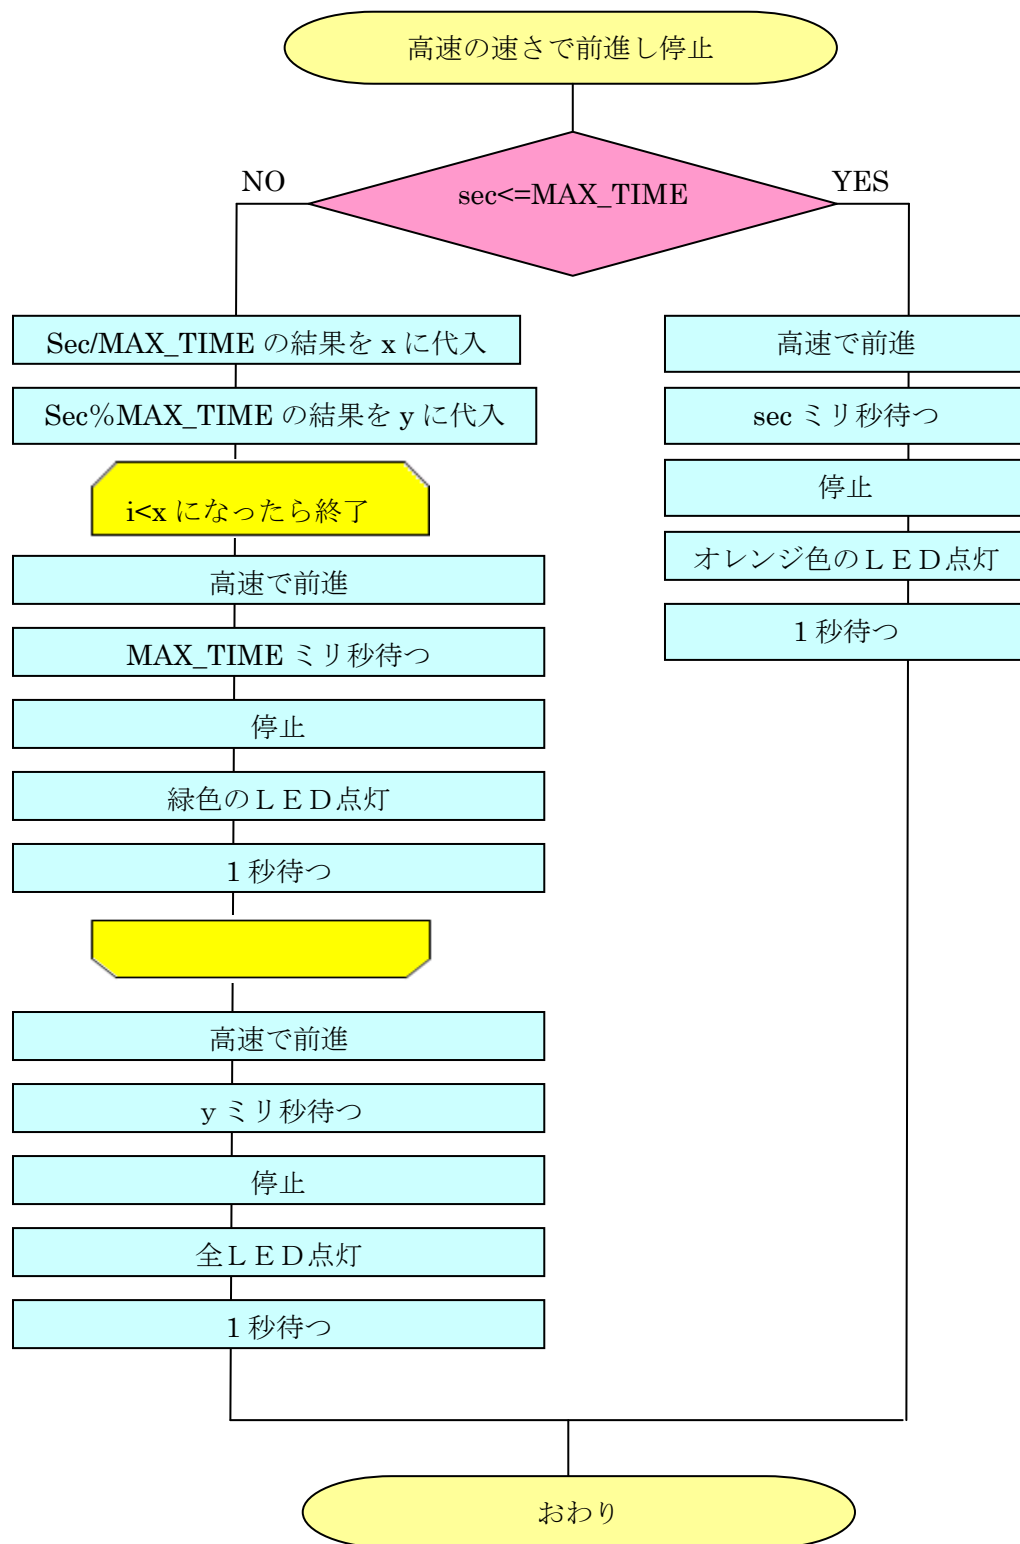 高速の速さで前進し停止
sec<=MAX_TIME
NO
YES
Sec/MAX_TIME の結果を x に代入
Sec%MAX_TIME の結果を y に代入
i<x になったら終了
高速で前進
MAX_TIME ミリ秒待つ
停止
緑色のＬＥＤ点灯
1 秒待つ
高速で前進
y ミリ秒待つ
停止
全ＬＥＤ点灯
1 秒待つ
高速で前進
sec ミリ秒待つ
停止
オレンジ色のＬＥＤ点灯
1 秒待つ
おわり